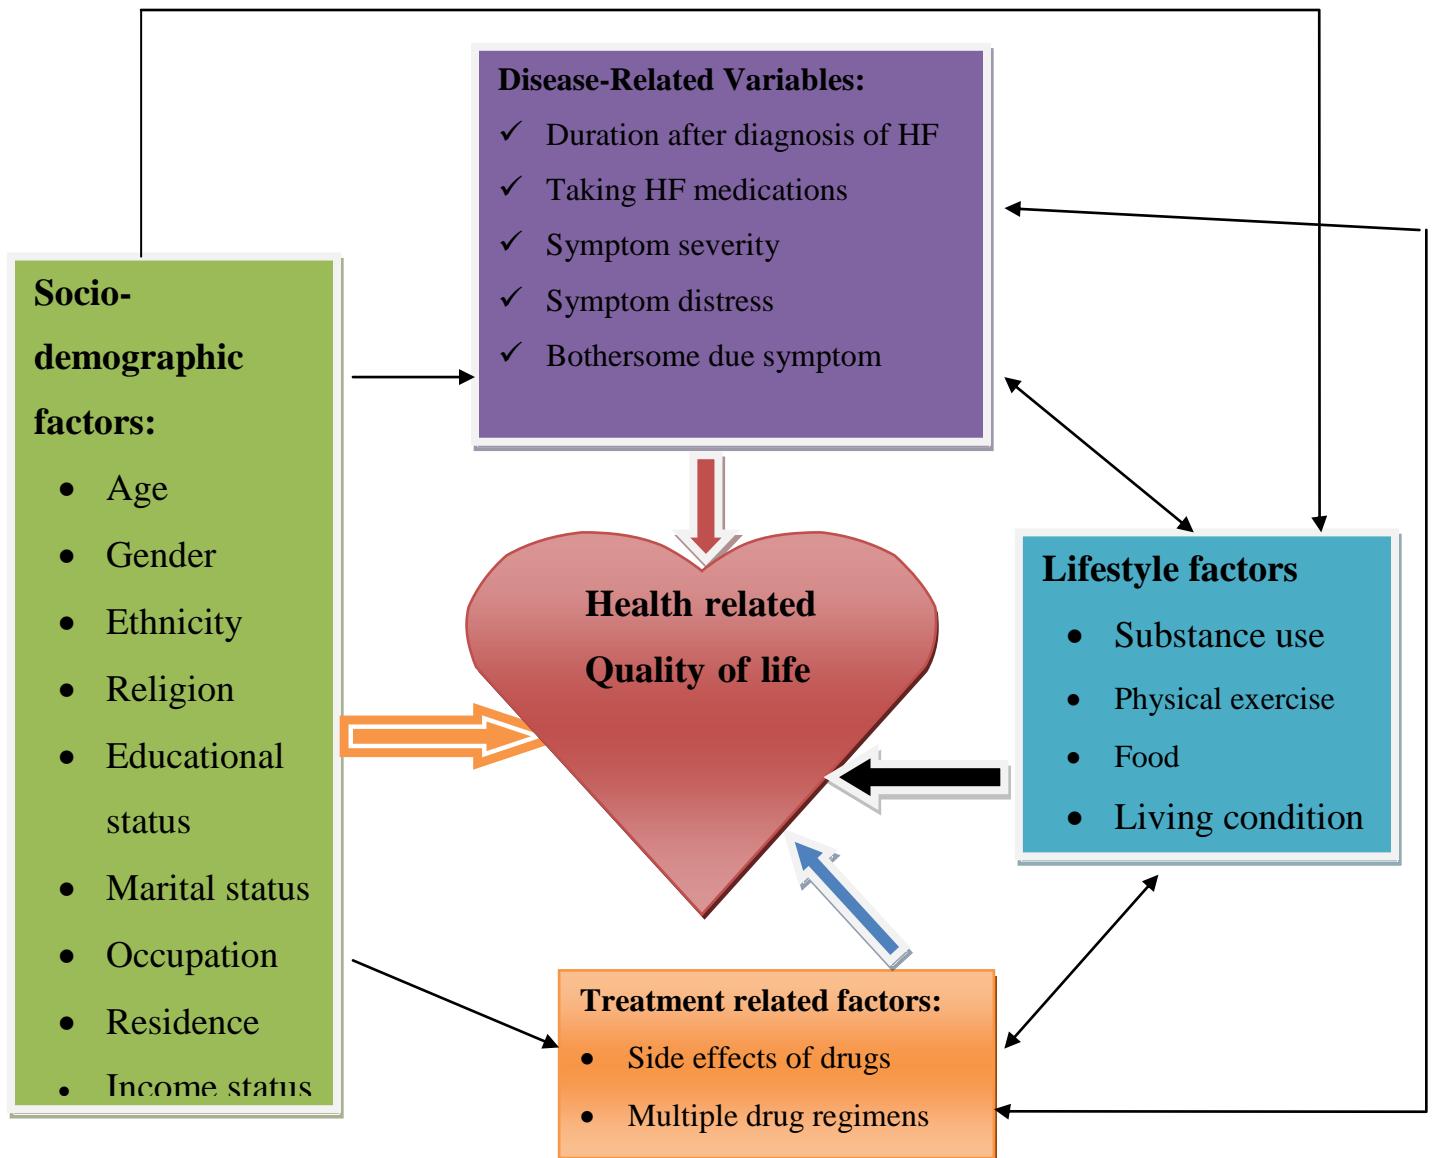 Disease-Related Variables:
✓ Duration after diagnosis of HF
✓ Taking HF medications
✓ Symptom severity
✓ Symptom distress
✓ Bothersome due symptom
Socio-
demographic
factors:
• Age
• Gender
• Ethnicity
• Religion
• Educational
status
• Marital status
• Occupation
• Residence
• Income status
Health related
Quality of life
Lifestyle factors
• Substance use
• Physical exercise
• Food
• Living condition
Treatment related factors:
• Side effects of drugs
• Multiple drug regimens